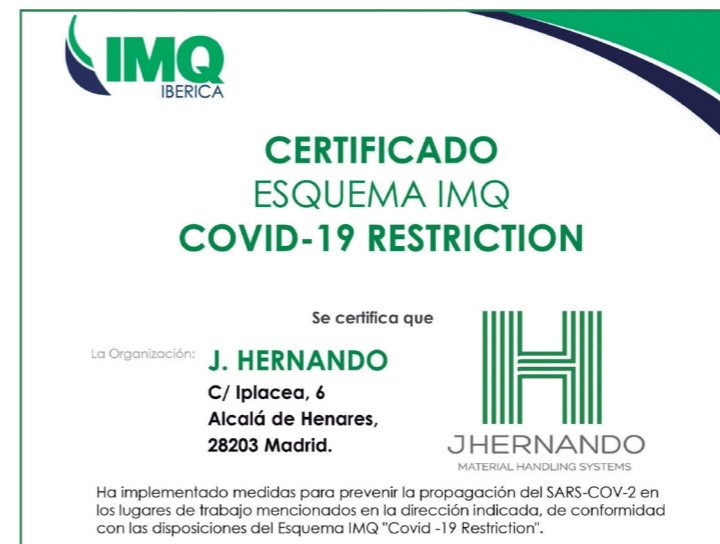 IMQ
IBERICA
CERTIFICADO
ESQUEMA IMQ
COVID-19 RESTRICTION
Se certifica que
La Organización: J. HERNANDO
C/ Iplacea, 6
Alcalá de Henares,
28203 Madrid.
JHERNANDO
MATERIAL HANDLING SYSTEMS
Ha implementado medidas para prevenir la propagación del SARS-COV-2 en
los lugares de trabajo mencionados en la dirección indicada, de conformidad
con las disposiciones del Esquema IMQ "Covid -19 Restriction".